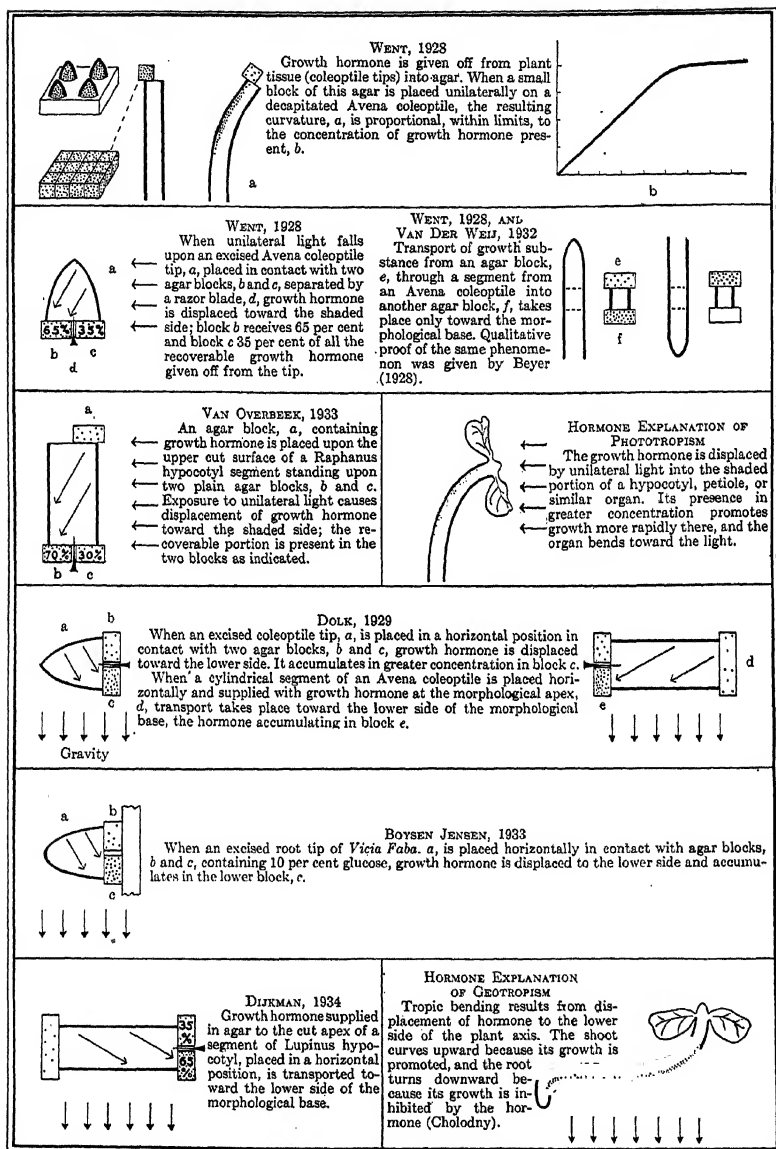 WENT, 1928
Growth hormone is given off from plant
tissue (coleoptile tips) into agar. When a small
block of this agar is placed unilaterally on a
decapitated Avena coleoptile, the resulting
curvature, a, is proportional, within limits, to
the concentration of growth hormone pres-
ent, b.
a
b
WENT, 1928
When unilateral light falls
upon an excised Avena coleoptile
tip, a, placed in contact with two
agar blocks, b and c, separated by
a razor blade, d, growth hormone
is displaced toward the shaded
side; block b receives 65 per cent
and block c 35 per cent of all the
recoverable growth hormone
given off from the tip.
a
65% 35%
b c
d
WENT, 1928, AND
VAN DER WEIJ, 1932
Transport of growth sub-
stance from an agar block,
e, through a segment from
an Avena coleoptile into
another agar block, f, takes
place only toward the mor-
phological base. Qualitative
proof of the same phenome-
non was given by Beyer
(1928).
e
f
VAN OVERBEEK, 1933
An agar block, a, containing
growth hormone is placed upon the
upper cut surface of a Raphanus
hypocotyl segment standing upon
two plain agar blocks, b and c.
Exposure to unilateral light causes
displacement of growth hormone
toward the shaded side; the re-
coverable portion is present in the
two blocks as indicated.
a
70% 30%
b c
HORMONE EXPLANATION OF
PHOTOTROPISM
The growth hormone is displaced
by unilateral light into the shaded
portion of a hypocotyl, petiole, or
similar organ. Its presence in
greater concentration promotes
growth more rapidly there, and the
organ bends toward the light.
DOLK, 1929
When an excised coleoptile tip, a, is placed in a horizontal position in
contact with two agar blocks, b and c, growth hormone is displaced
toward the lower side. It accumulates in greater concentration in block c.
When a cylindrical segment of an Avena coleoptile is placed hori-
zontally and supplied with growth hormone at the morphological apex,
d, transport takes place toward the lower side of the morphological
base, the hormone accumulating in block e.
a
b
c
Gravity
d
e
BOYSEN JENSEN, 1933
When an excised root tip of Vicia Faba. a, is placed horizontally in contact with agar blocks,
b and c, containing 10 per cent glucose, growth hormone is displaced to the lower side and accumu-
lates in the lower block, c.
a
b
c
DIJKMAN, 1934
Growth hormone supplied
in agar to the cut apex of a
segment of Lupinus hypo-
cotyl, placed in a horizontal
position, is transported to-
ward the lower side of the
morphological base.
35
%
65
%
HORMONE EXPLANATION
OF GEOTROPISM
Tropic bending results from dis-
placement of hormone to the lower
side of the plant axis. The shoot
curves upward because its growth is
promoted, and the root
turns downward be-
cause its growth is in-
hibited by the hor-
mone (Cholodny).